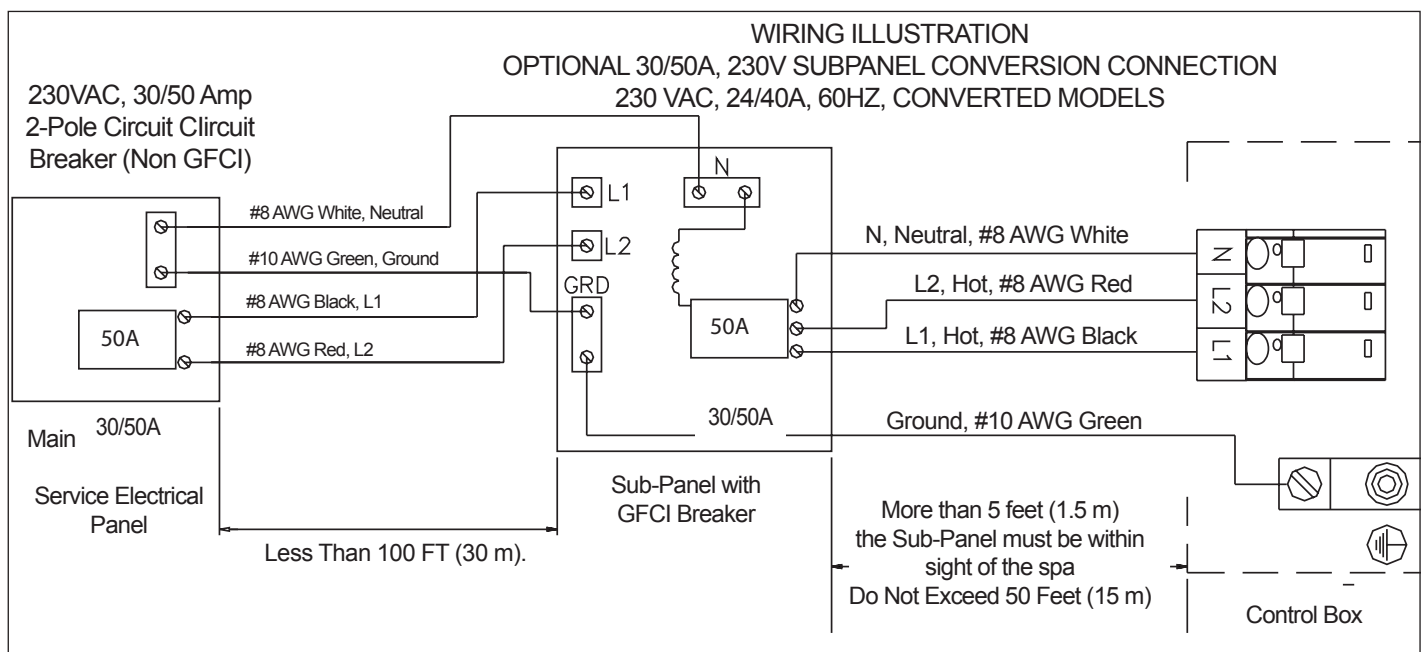 WIRING ILLUSTRATION
OPTIONAL 30/50A, 230V SUBPANEL CONVERSION CONNECTION
230 VAC, 24/40A, 60HZ, CONVERTED MODELS
230VAC, 30/50 Amp
2-Pole Circuit Clircuit
Breaker (Non GFCI)
#8 AWG White, Neutral
#10 AWG Green, Ground
#8 AWG Black, L1
#8 AWG Red, L2
50A
30/50A
Main
Service Electrical
Panel
Less Than 100 FT (30 m).
N
L1
L2
GRD
50A
30/50A
Sub-Panel with
GFCI Breaker
N, Neutral, #8 AWG White
L2, Hot, #8 AWG Red
L1, Hot, #8 AWG Black
Ground, #10 AWG Green
More than 5 feet (1.5 m)
the Sub-Panel must be within
sight of the spa
Do Not Exceed 50 Feet (15 m)
N
L2
L1
Control Box